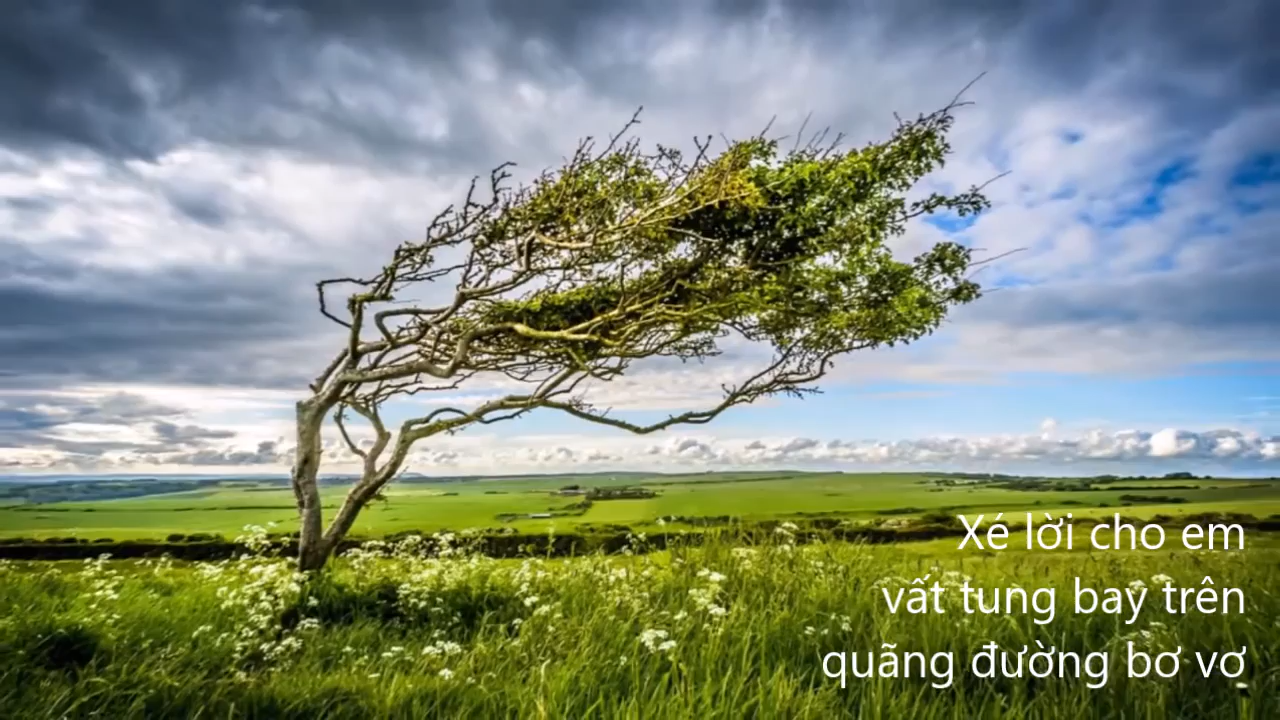 Xé lời cho em
vất tung bay trên
quãng đường bơ vơ